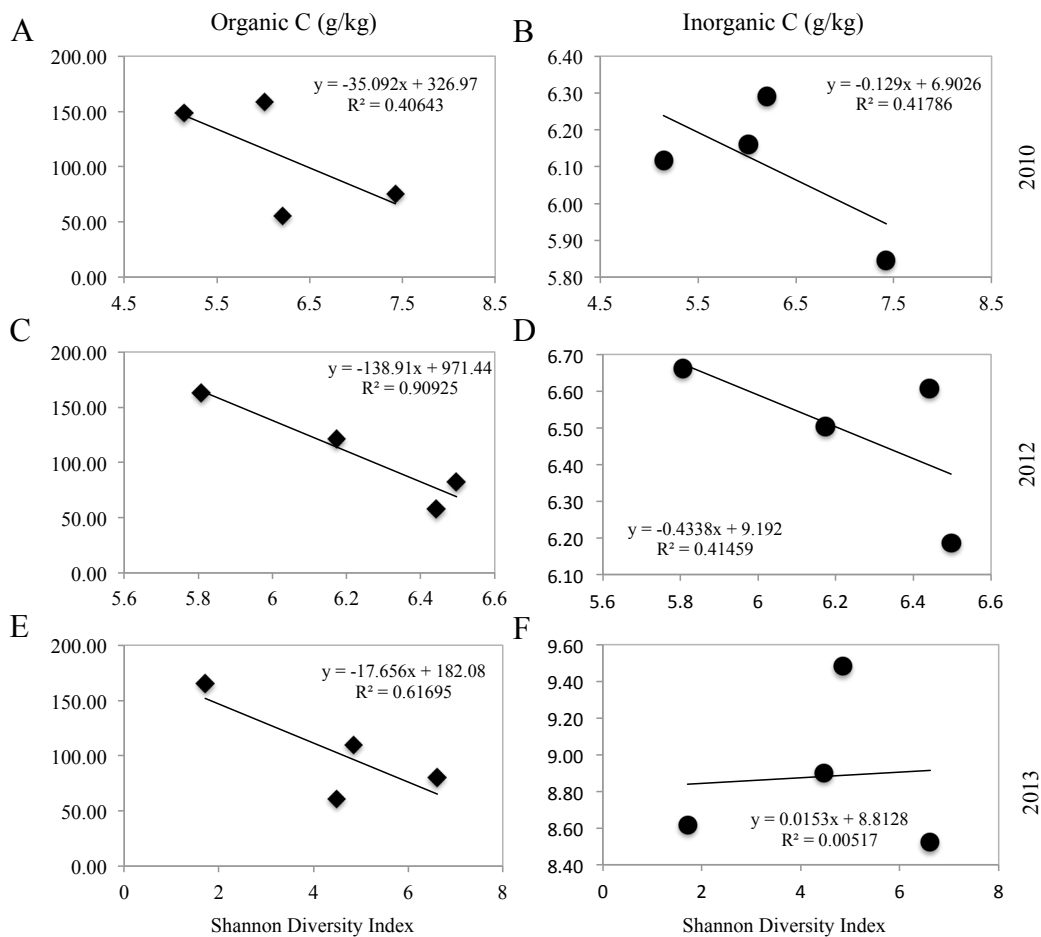 Organic C (g/kg)
Inorganic C (g/kg)
A
200.00
150.00
100.00
50.00
0.00
4.5 5.5 6.5 7.5 8.5
y = -35.092x + 326.97
R² = 0.40643
B
6.40
6.30
6.20
6.10
6.00
5.90
5.80
4.5 5.5 6.5 7.5 8.5
y = -0.129x + 6.9026
R² = 0.41786
2010
C
200.00
150.00
100.00
50.00
0.00
5.6 5.8 6 6.2 6.4 6.6
y = -138.91x + 971.44
R² = 0.90925
D
6.70
6.60
6.50
6.40
6.30
6.20
6.10
5.6 5.8 6 6.2 6.4 6.6
y = -0.4338x + 9.192
R² = 0.41459
2012
E
200.00
150.00
100.00
50.00
0.00
0 2 4 6 8
y = -17.656x + 182.08
R² = 0.61695
Shannon Diversity Index
F
9.60
9.40
9.20
9.00
8.80
8.60
8.40
0 2 4 6 8
y = 0.0153x + 8.8128
R² = 0.00517
Shannon Diversity Index
2013